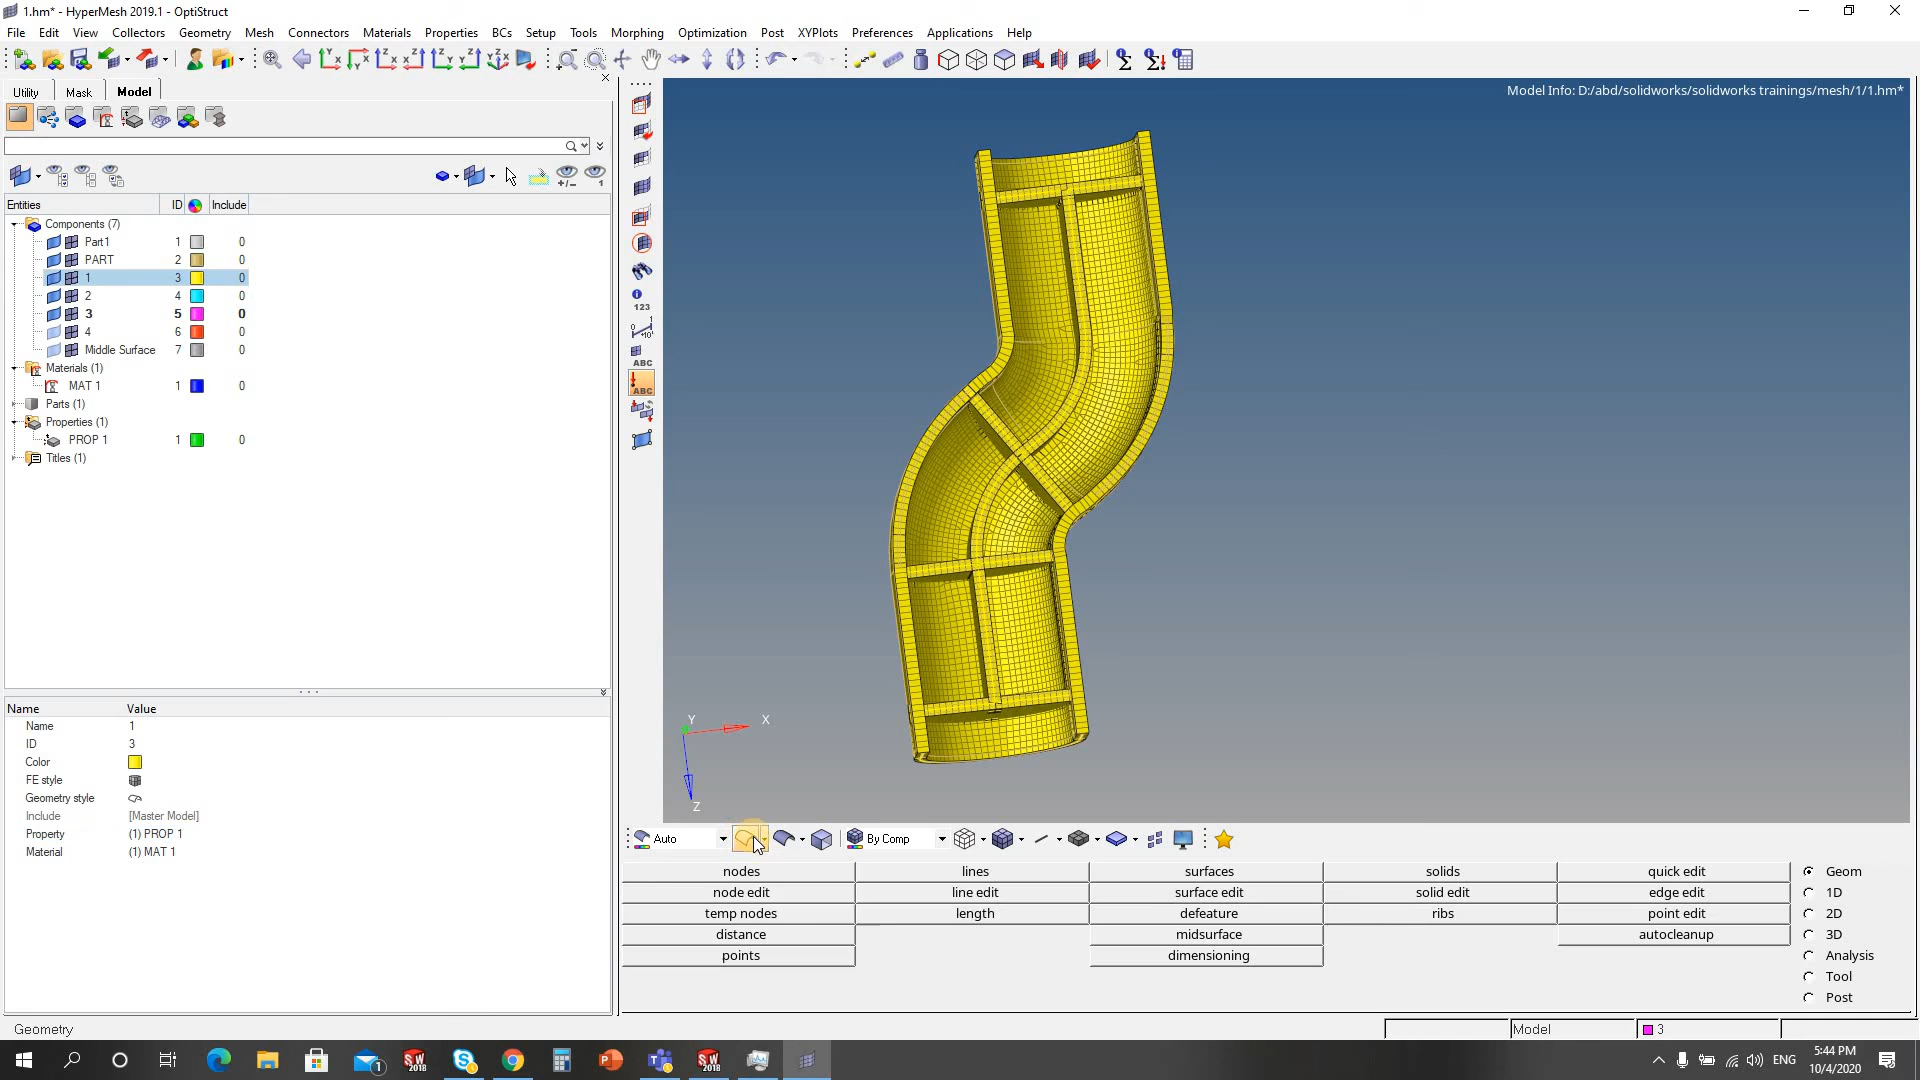 1.hm* - HyperMesh 2019.1 - OptiStruct
File Edit View Collectors Geometry Mesh Connectors Materials Properties BCs Setup Tools Morphing Optimization Post XYPlots Preferences Applications Help
Utility Mask Model
Model Info: D:/abd/solidworks/solidworks trainings/mesh/1/1.hm*
Entities ID Include
Components (7)
Part1 1 0
PART 2 0
1 3 0
2 4 0
3 5 0
4 6 0
Middle Surface 7 0
Materials (1)
MAT 1 1 0
Parts (1)
Properties (1)
PROP 1 1 0
Titles (1)
123
ABC
ABC
Y X
Z
Name Value
Name 1
ID 3
Color
FE style
Geometry style
Include [Master Model]
Property (1) PROP 1
Material (1) MAT 1
Auto By Comp
nodes lines surfaces solids quick edit Geom
node edit line edit surface edit solid edit edge edit 1D
temp nodes length defeature ribs point edit 2D
distance midsurface autocleanup 3D
points dimensioning Analysis
Tool
Post
Geometry Model 3
SW 2018
SW 2018
ENG
5:44 PM
10/4/2020